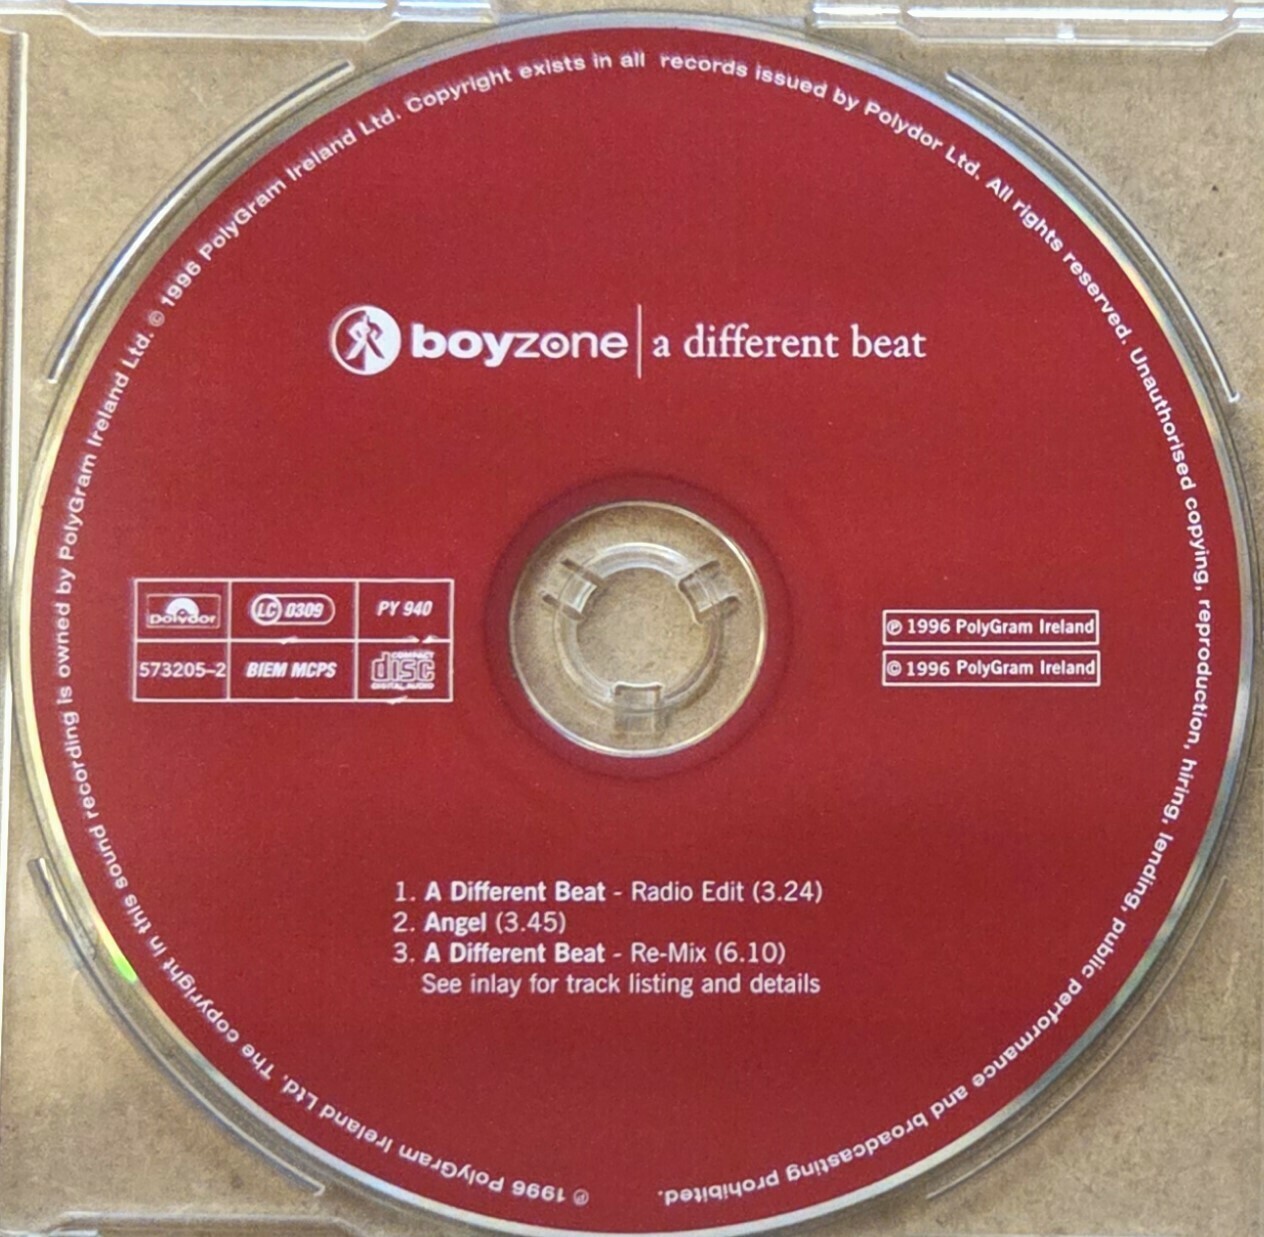 ℗ 1996 PolyGram Ireland Ltd. The copyright in this sound recording is owned by PolyGram Ireland Ltd. © 1996 PolyGram Ireland Ltd. Copyright exists in all records issued by Polydor Ltd. All rights reserved. Unauthorised copying, reproduction, hiring, lending, public performance and broadcasting prohibited.
boyzone | a different beat
polydor LC 0309 PY 940
573205-2 BIEM MCPS COMPACT disc DIGITAL AUDIO
℗ 1996 PolyGram Ireland
© 1996 PolyGram Ireland
1. A Different Beat - Radio Edit (3.24)
2. Angel (3.45)
3. A Different Beat - Re-Mix (6.10)
See inlay for track listing and details